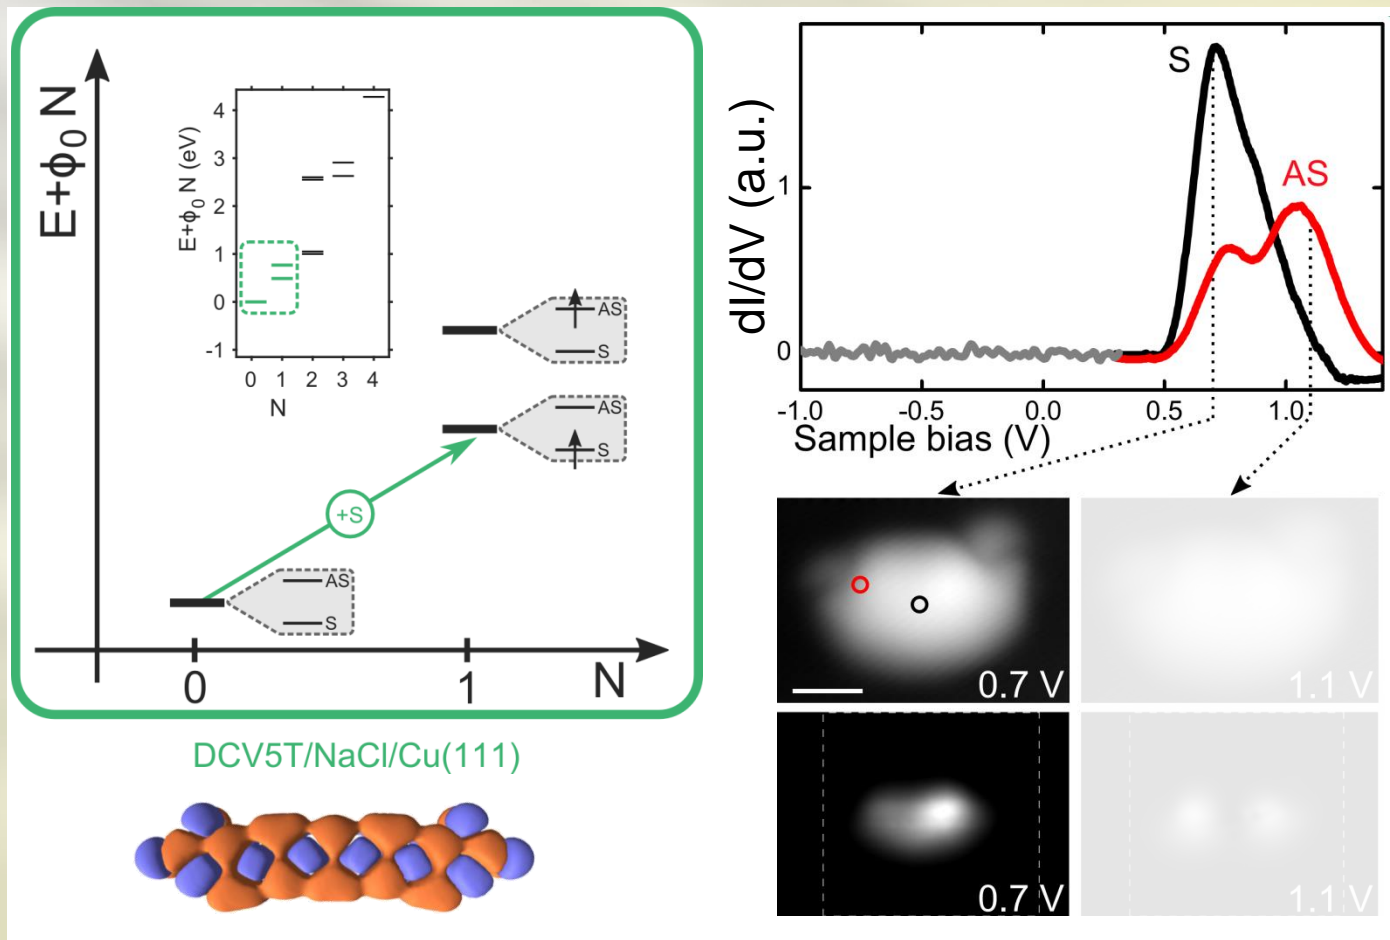 E+ϕ0 N
E+ϕ0 N (eV)
4
3
2
1
0
-1
0 1 2 3 4
N
AS
S
AS
S
+S
AS
S
0 1 N
DCV5T/NaCl/Cu(111)
dI/dV (a.u.)
1
0
S
AS
-1.0 -0.5 0.0 0.5 1.0
Sample bias (V)
0.7 V
1.1 V
0.7 V
1.1 V